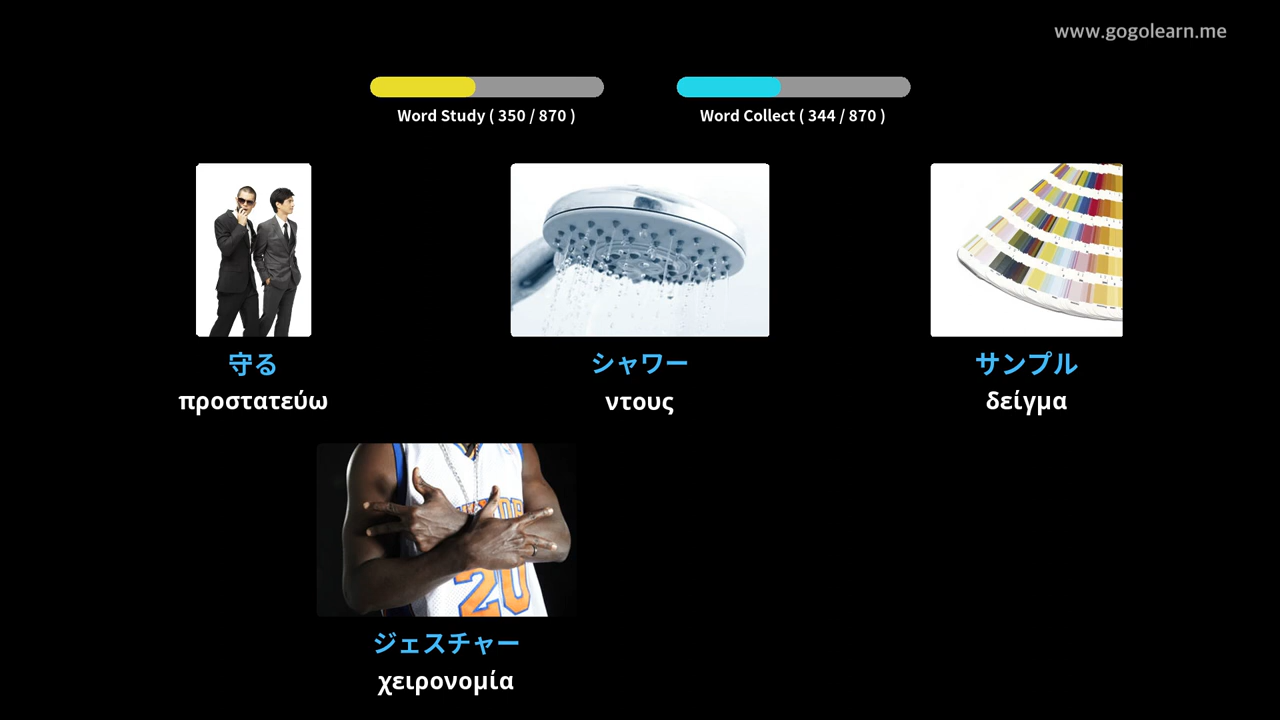 www.gogolearn.me
Word Study ( 350 / 870 )
Word Collect ( 344 / 870 )
守る
προστατεύω
シャワー
ντους
サンプル
δείγμα
20
ジェスチャー
χειρονομία